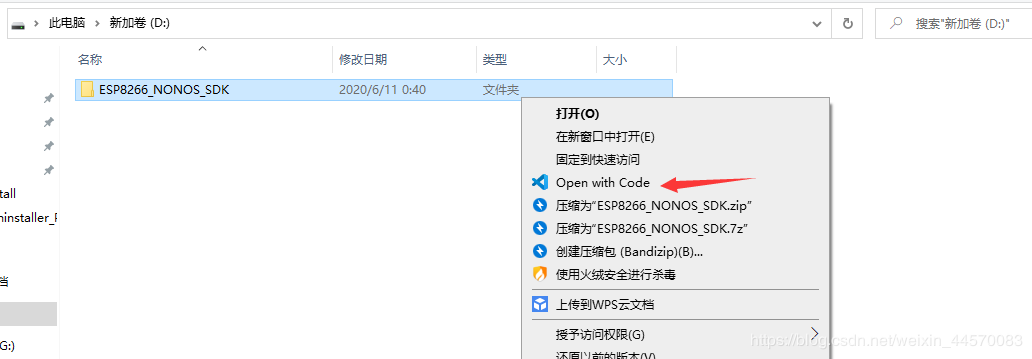 此电脑 新加卷 (D:)
搜索"新加卷 (D:)"
名称 修改日期 类型 大小
ESP8266_NONOS_SDK 2020/6/11 0:40 文件夹
打开(O)
在新窗口中打开(E)
固定到快速访问
Open with Code
压缩为“ESP8266_NONOS_SDK.zip”
压缩为“ESP8266_NONOS_SDK.7z”
创建压缩包 (Bandizip)(B)...
使用火绒安全进行杀毒
上传到WPS云文档
授予访问权限(G)
还原以前的版本(V)
tall
ninstaller_F
档
G:)
https://blog.csdn.net/weixin_44570083